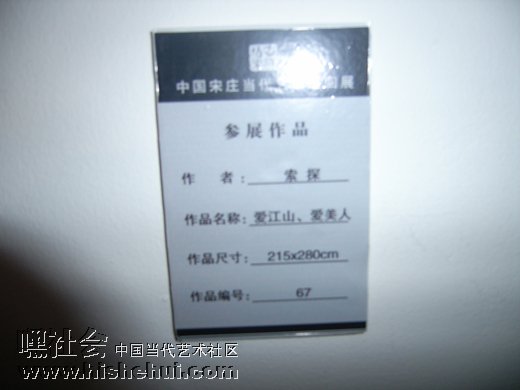 中国宋庄当代
展
参展作品
作 者: 索 探
作品名称: 爱江山、爱美人
作品尺寸: 215x280cm
作品编号: 67
嘿社会 中国当代艺术社区
www.hishehui.com